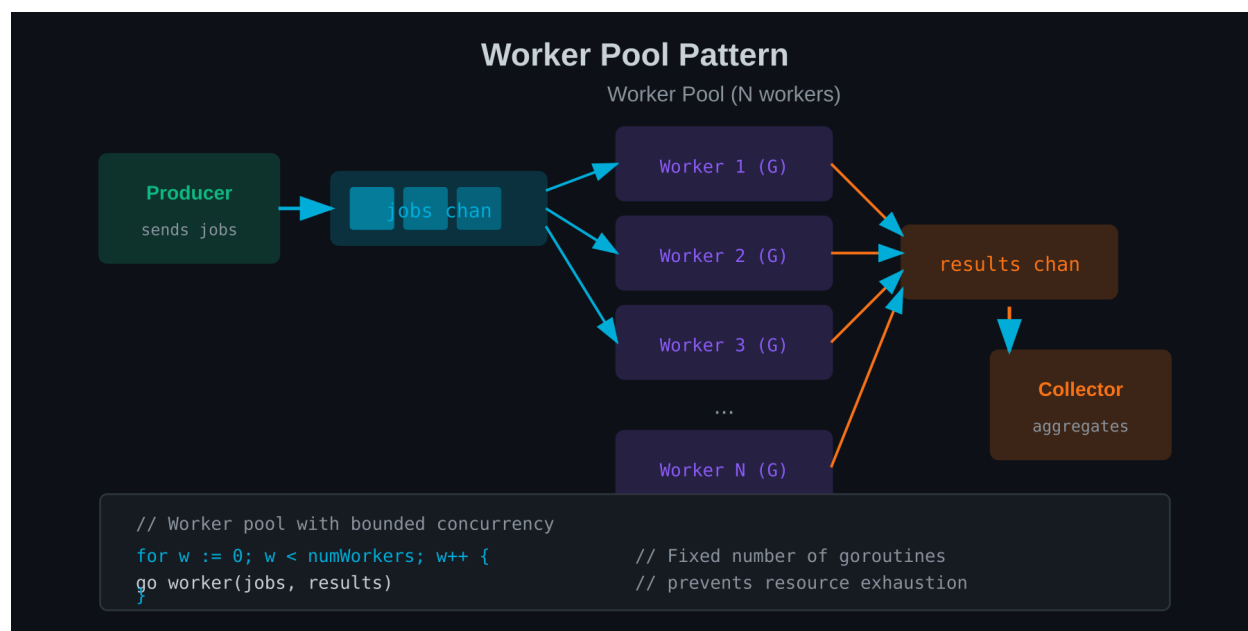 Worker Pool Pattern
Worker Pool (N workers)
Producer
sends jobs
jobs chan
Worker 1 (G)
Worker 2 (G)
Worker 3 (G)
...
Worker N (G)
results chan
Collector
aggregates
// Worker pool with bounded concurrency
for w := 0; w < numWorkers; w++ { // Fixed number of goroutines
go worker(jobs, results) // prevents resource exhaustion
}